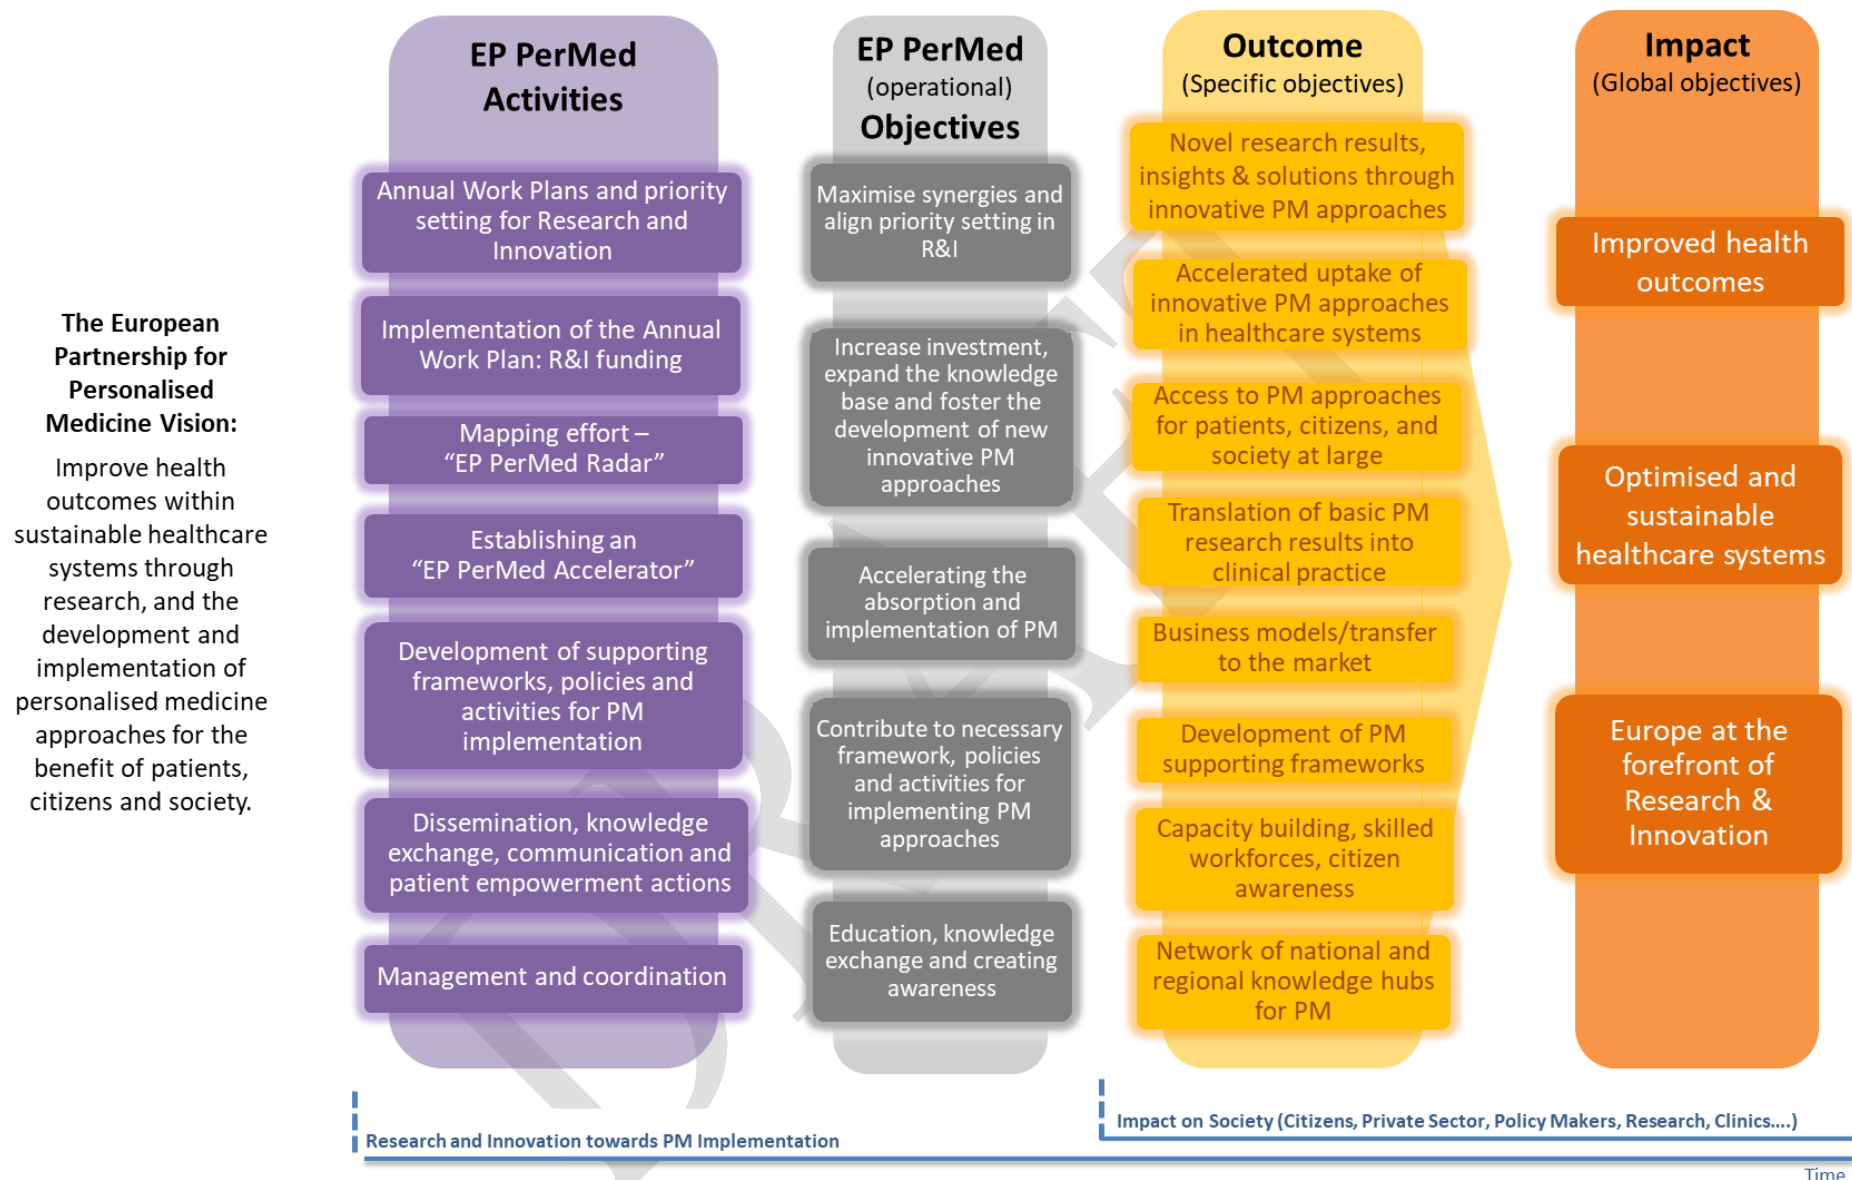 The European
Partnership for
Personalised
Medicine Vision:
Improve health
outcomes within
sustainable healthcare
systems through
research, and the
development and
implementation of
personalised medicine
approaches for the
benefit of patients,
citizens and society.
EP PerMed
Activities
Annual Work Plans and priority
setting for Research and
Innovation
Implementation of the Annual
Work Plan: R&I funding
Mapping effort –
“EP PerMed Radar”
Establishing an
“EP PerMed Accelerator”
Development of supporting
frameworks, policies and
activities for PM
implementation
Dissemination, knowledge
exchange, communication and
patient empowerment actions
Management and coordination
EP PerMed
(operational)
Objectives
Maximise synergies and
align priority setting in
R&I
Increase investment,
expand the knowledge
base and foster the
development of new
innovative PM
approaches
Accelerating the
absorption and
implementation of PM
Contribute to necessary
framework, policies
and activities for
implementing PM
approaches
Education, knowledge
exchange and creating
awareness
Outcome
(Specific objectives)
Novel research results,
insights & solutions through
innovative PM approaches
Accelerated uptake of
innovative PM approaches
in healthcare systems
Access to PM approaches
for patients, citizens, and
society at large
Translation of basic PM
research results into
clinical practice
Business models/transfer
to the market
Development of PM
supporting frameworks
Capacity building, skilled
workforces, citizen
awareness
Network of national and
regional knowledge hubs
for PM
Impact
(Global objectives)
Improved health
outcomes
Optimised and
sustainable
healthcare systems
Europe at the
forefront of
Research &
Innovation
Impact on Society (Citizens, Private Sector, Policy Makers, Research, Clinics....)
Research and Innovation towards PM Implementation
Time
DRAFT